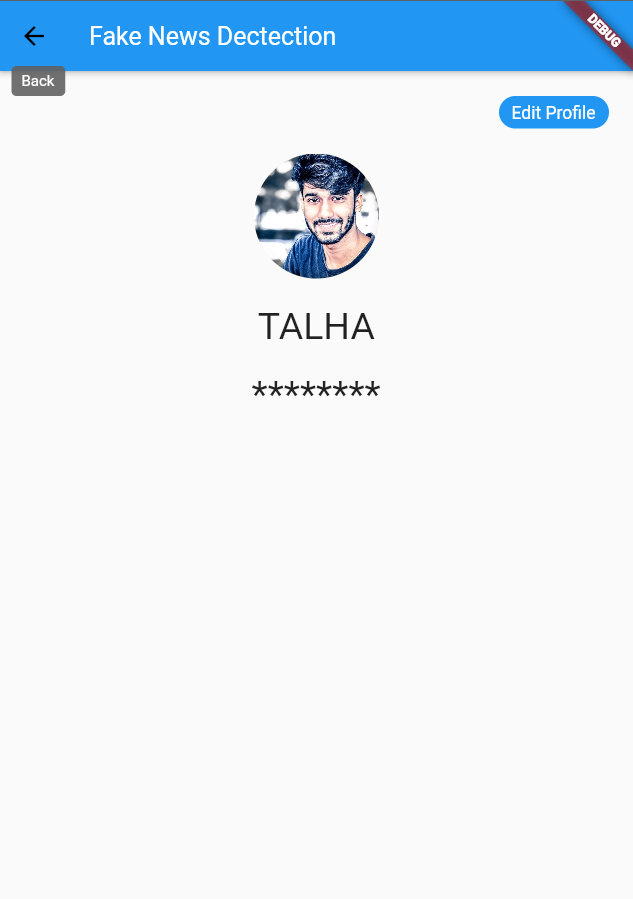 Fake News Dectection
DEBUG
Back
Edit Profile
TALHA
********